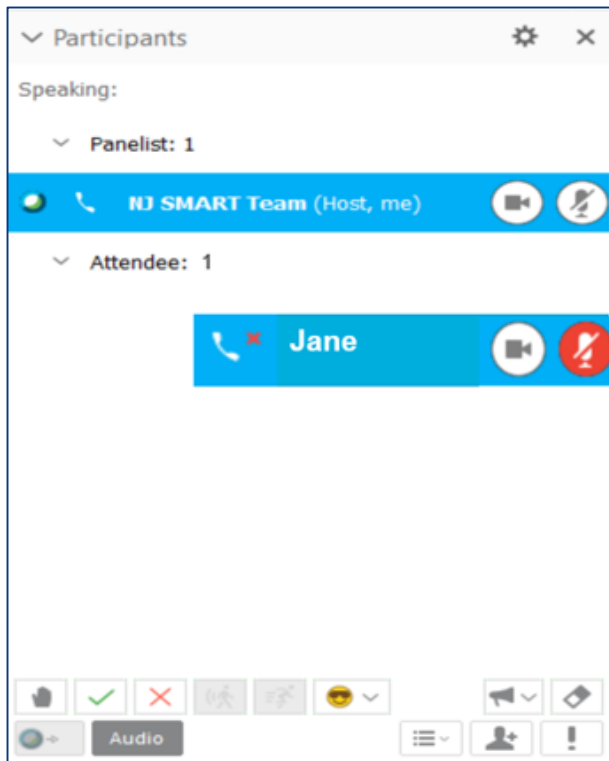 Participants
Speaking:
Panelist: 1
NJ SMART Team (Host, me)
Attendee: 1
Jane
Audio